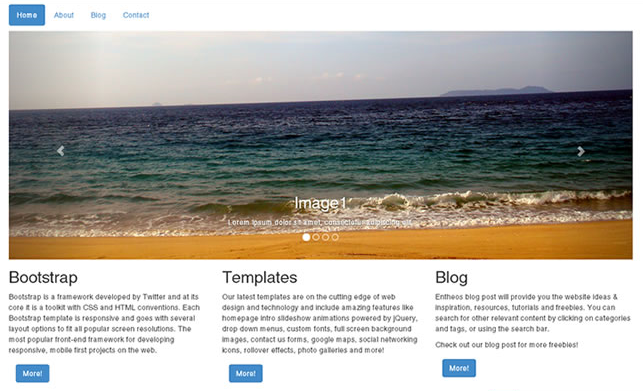 Home About Blog Contact
Image1
Lorem ipsum dolor sit amet, consectetur adipiscing elit.
Bootstrap
Bootstrap is a framework developed by Twitter and at its
core it is a toolkit with CSS and HTML conventions. Each
Bootstrap template is responsive and goes with several
layout options to fit all popular screen resolutions. The
most popular front-end framework for developing
responsive, mobile first projects on the web.
More!
Templates
Our latest templates are on the cutting edge of web
design and technology and include amazing features like
homepage intro slideshow animations powered by jQuery,
drop down menus, custom fonts, full screen background
images, contact us forms, google maps, social networking
icons, rollover effects, photo galleries and more!
More!
Blog
Entheos blog post will provide you the website ideas &
inspiration, resources, tutorials and freebies. You can
search for other relevant content by clicking on categories
and tags, or using the search bar.
Check out our blog post for more freebies!
More!